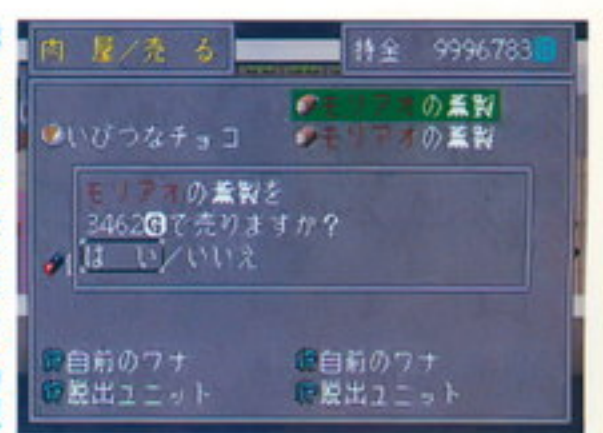 肉 屋/売 る
持金 9996783G
モリアオの薫製
いびつなチョコ モリアオの薫製
モリアオの薫製を
3462Gで売りますか?
は い/いいえ
自前のワナ 自前のワナ
脱出ユニット 脱出ユニット